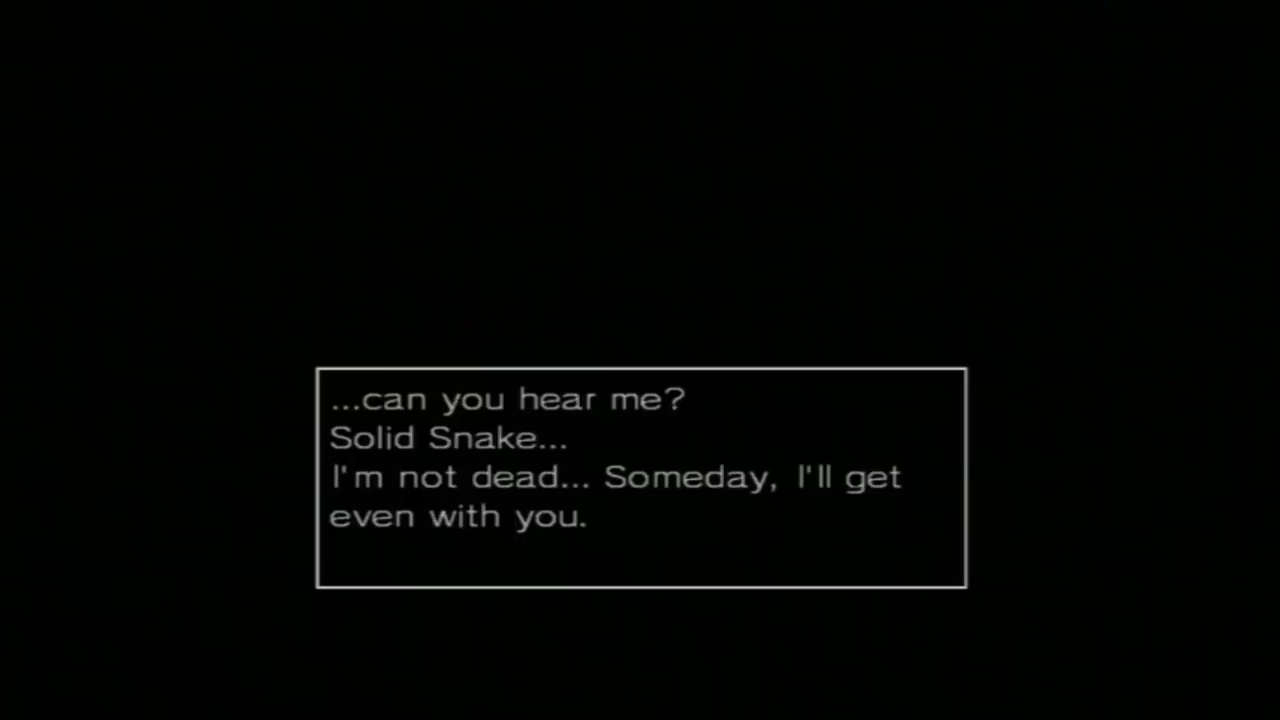 ...can you hear me?
Solid Snake...
I'm not dead... Someday, I'll get
even with you.